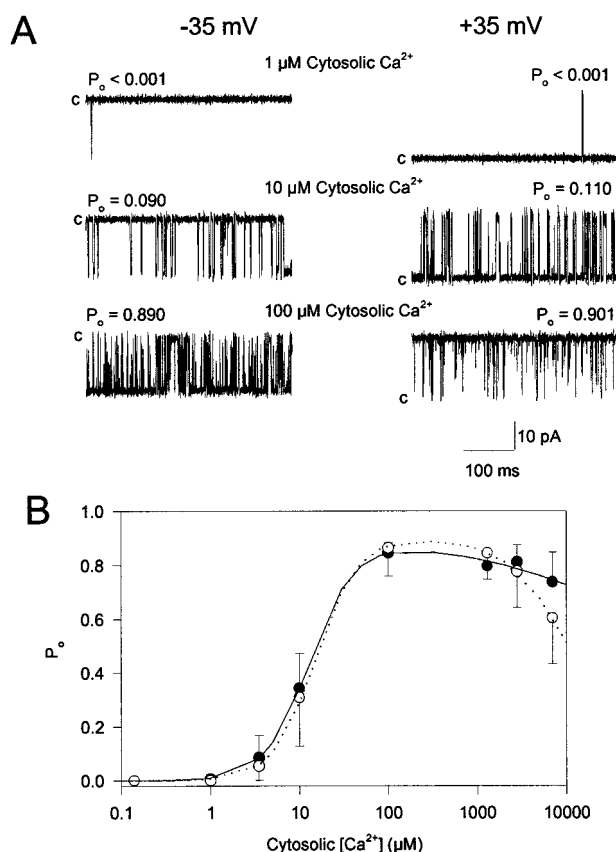 A
-35 mV
+35 mV
1 µM Cytosolic Ca²⁺
Pₒ < 0.001
Pₒ < 0.001
c
c
10 µM Cytosolic Ca²⁺
Pₒ = 0.090
Pₒ = 0.110
c
c
100 µM Cytosolic Ca²⁺
Pₒ = 0.890
Pₒ = 0.901
c
c
10 pA
100 ms
B
1.0
0.8
0.6
0.4
0.2
0.0
Pₒ
0.1
1
10
100
1000
10000
Cytosolic [Ca²⁺] (µM)